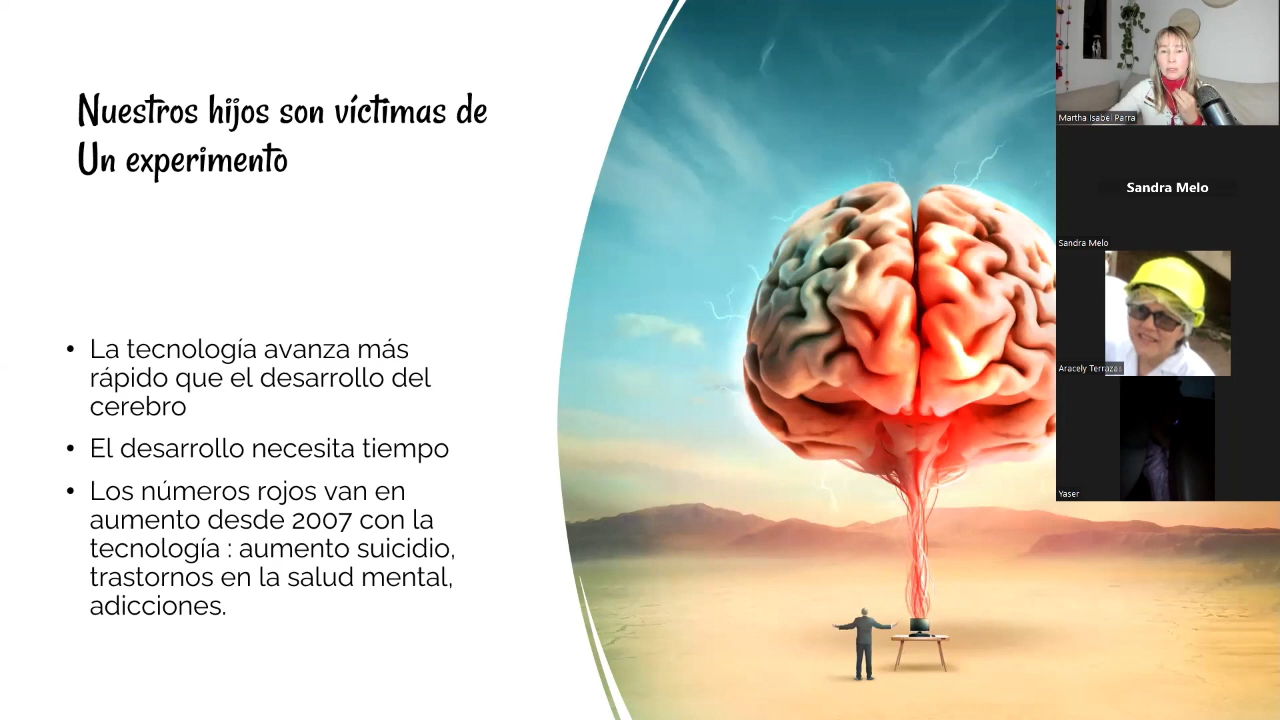 Nuestros hijos son víctimas de
Un experimento
• La tecnología avanza más
rápido que el desarrollo del
cerebro
• El desarrollo necesita tiempo
• Los números rojos van en
aumento desde 2007 con la
tecnología : aumento suicidio,
trastornos en la salud mental,
adicciones.
Martha Isabel Parra
Sandra Melo
Sandra Melo
Aracely Terrazas
Yaser